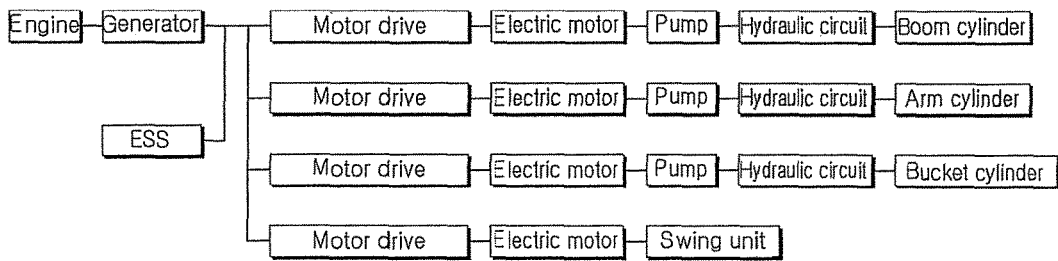 Engine Generator Motor drive Electric motor Pump Hydraulic circuit Boom cylinder
Motor drive Electric motor Pump Hydraulic circuit Arm cylinder
ESS
Motor drive Electric motor Pump Hydraulic circuit Bucket cylinder
Motor drive Electric motor Swing unit